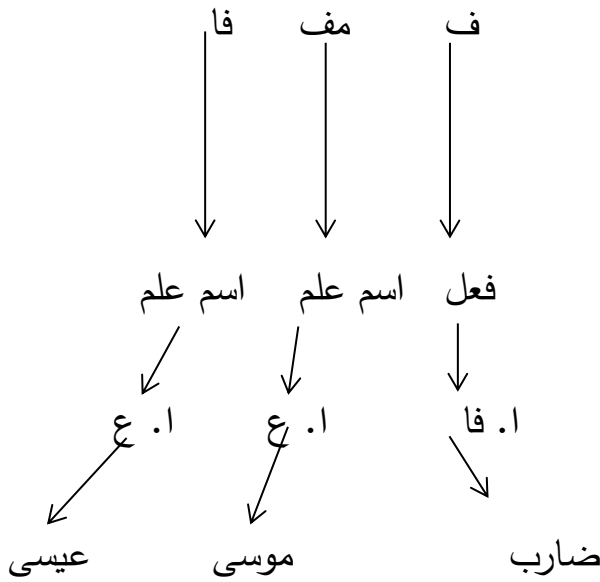 ف مف فا
فعل اسم علم اسم علم
ا. فا ا. ع ا. ع
ضارب موسى عيسى